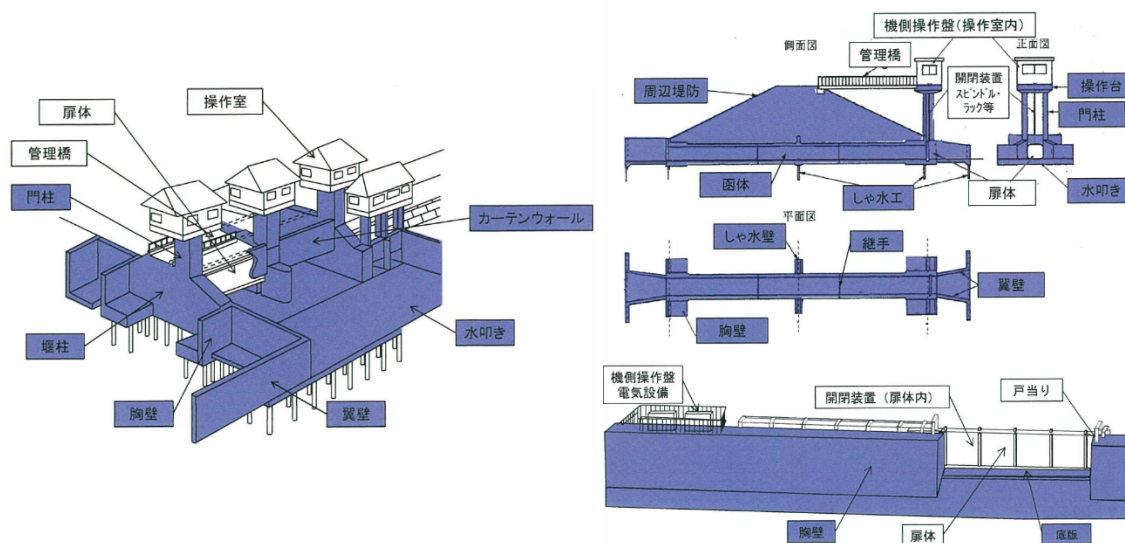 操作室
扉体
管理橋
門柱
カーテンウォール
堰柱
胸壁
翼壁
水叩き
機側操作盤(操作室内)
側面図
正面図
管理橋
周辺堤防
開閉装置
スピンドル・
ラック等
操作台
門柱
函体
しゃ水工
扉体
水叩き
平面図
しゃ水壁
継手
翼壁
胸壁
機側操作盤
電気設備
開閉装置(扉体内)
戸当り
胸壁
扉体
底版